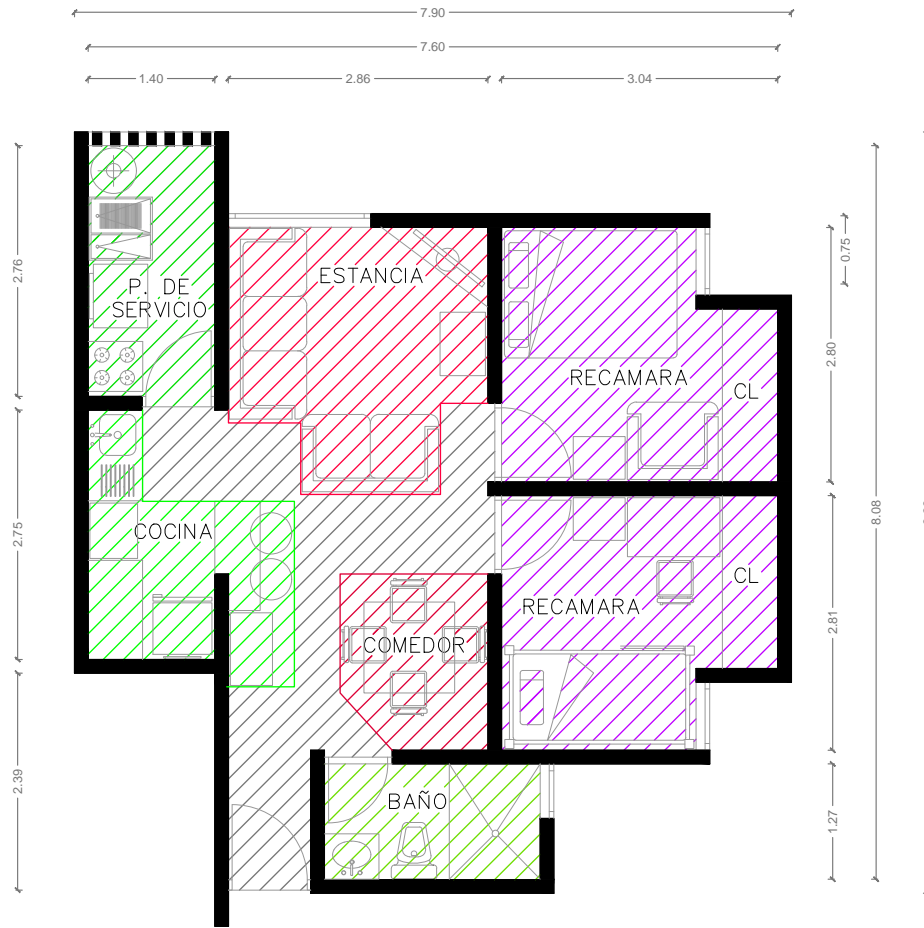 7.90
7.60
1.40
2.86
3.04
ESTANCIA
P. DE
SERVICIO
RECAMARA
CL
2.76
0.75
2.80
8.08
COCINA
2.75
CL
RECAMARA
COMEDOR
2.81
BAÑO
2.39
1.27